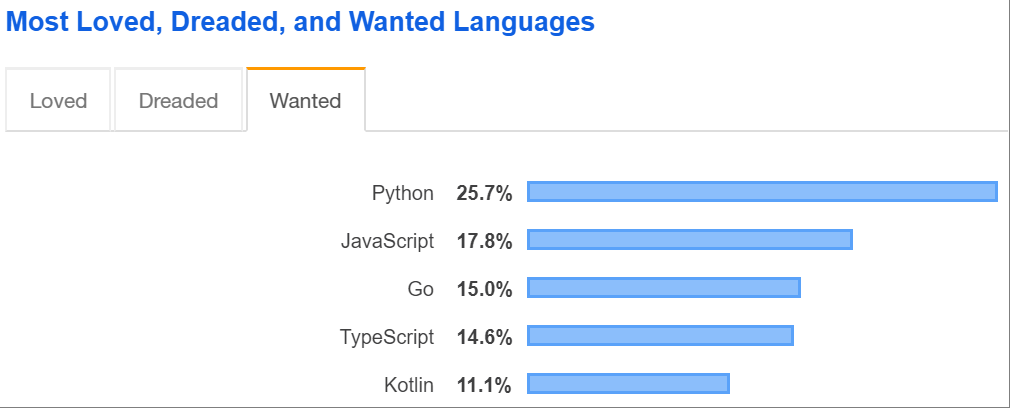 Most Loved, Dreaded, and Wanted Languages
Loved Dreaded Wanted
Python 25.7%
JavaScript 17.8%
Go 15.0%
TypeScript 14.6%
Kotlin 11.1%